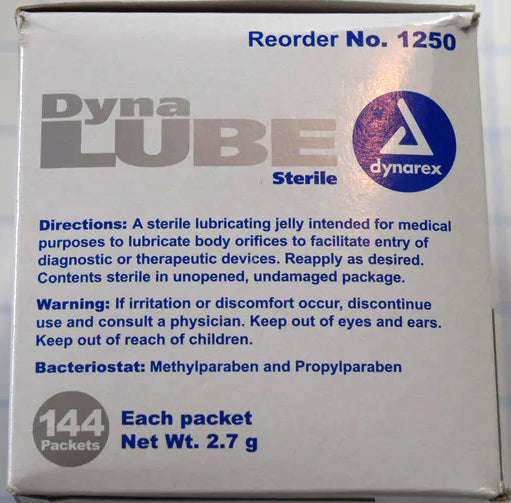 Reorder No. 1250
Dyna
LUBE
Sterile
dynarex
Directions: A sterile lubricating jelly intended for medical
purposes to lubricate body orifices to facilitate entry of
diagnostic or therapeutic devices. Reapply as desired.
Contents sterile in unopened, undamaged package.
Warning: If irritation or discomfort occur, discontinue
use and consult a physician. Keep out of eyes and ears.
Keep out of reach of children.
Bacteriostat: Methylparaben and Propylparaben
144
Packets
Each packet
Net Wt. 2.7 g